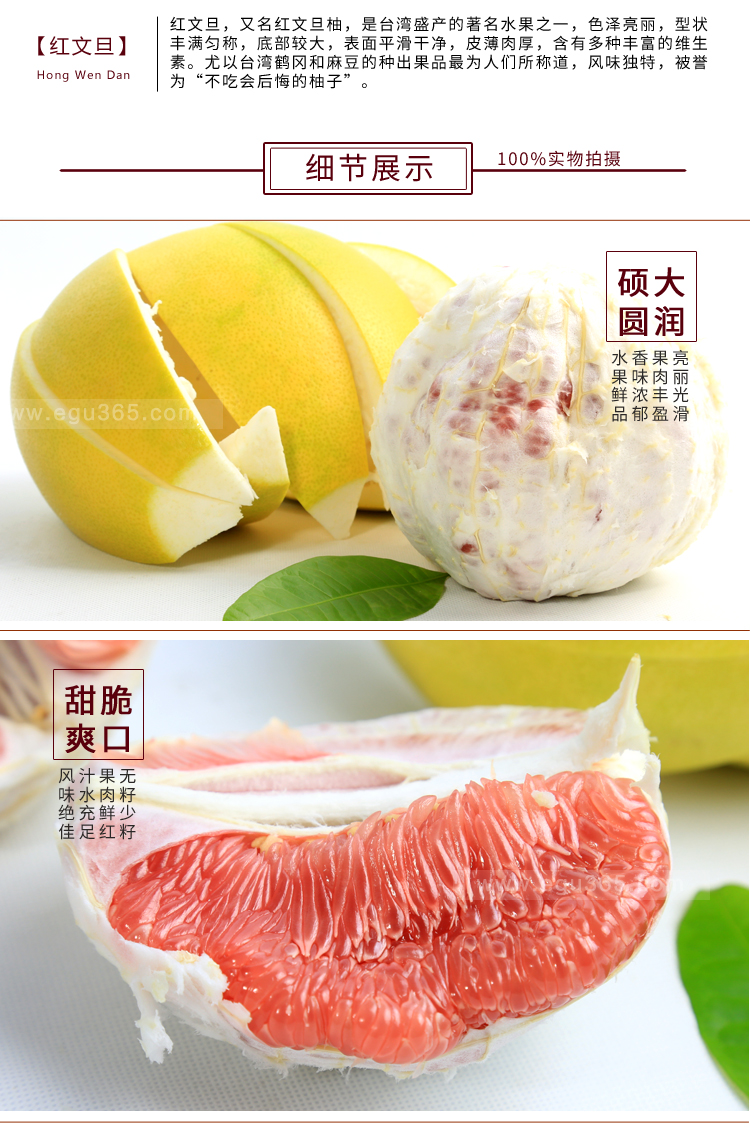 【红文旦】
Hong Wen Dan
红文旦，又名红文旦柚，是台湾盛产的著名水果之一，色泽亮丽，型状
丰满匀称，底部较大，表面平滑干净，皮薄肉厚，含有多种丰富的维生
素。尤以台湾鹤冈和麻豆的种出果品最为人们所称道，风味独特，被誉
为“不吃会后悔的柚子”。
细节展示
100%实物拍摄
硕大
圆润
亮丽光滑
果肉丰盈
香味浓郁
水果鲜品
www.egu365.com
甜脆
爽口
无籽少籽
果肉鲜红
汁水充足
风味绝佳
www.egu365.com